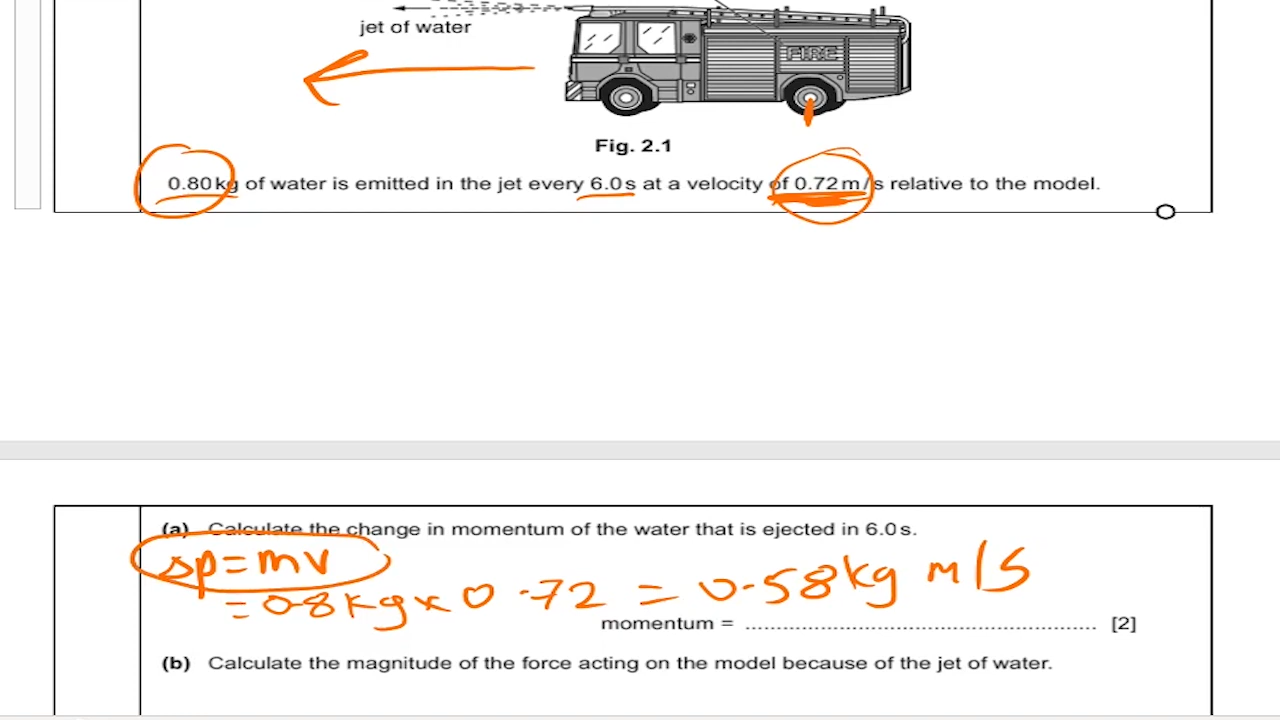 jet of water
FIRE
Fig. 2.1
0.80 kg of water is emitted in the jet every 6.0 s at a velocity of 0.72 m/s relative to the model.
(a) Calculate the change in momentum of the water that is ejected in 6.0 s.
Δp = mv
= 0.8kg x 0.72 = 0.58kg m/s
momentum = ........................................................ [2]
(b) Calculate the magnitude of the force acting on the model because of the jet of water.